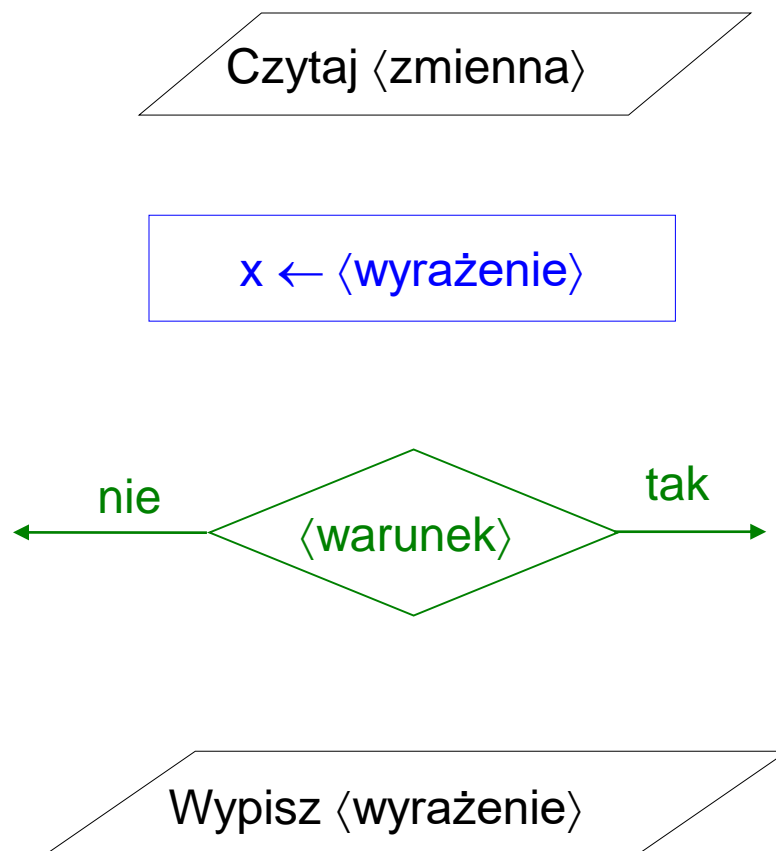 Czytaj ⟨zmienna⟩
x ← ⟨wyrażenie⟩
nie
tak
⟨warunek⟩
Wypisz ⟨wyrażenie⟩